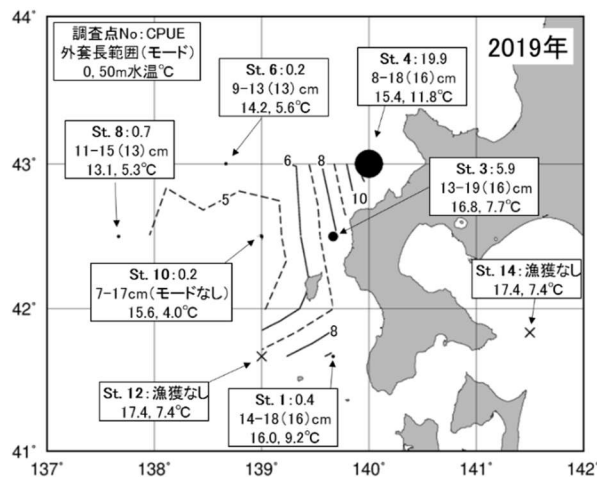 44°
調査点No：CPUE
外套長範囲(モード)
0, 50m水温℃
2019年
St. 6：0.2
9-13(13) cm
14.2, 5.6℃
St. 4：19.9
8-18(16) cm
15.4, 11.8℃
St. 8：0.7
11-15(13) cm
13.1, 5.3℃
43°
6
8
10
5
St. 3：5.9
13-19(16) cm
16.8, 7.7℃
St. 10：0.2
7-17cm(モードなし)
15.6, 4.0℃
St. 14：漁獲なし
17.4, 7.4℃
42°
8
St. 12：漁獲なし
17.4, 7.4℃
St. 1：0.4
14-18(16) cm
16.0, 9.2℃
41°
137°
138°
139°
140°
141°
142°